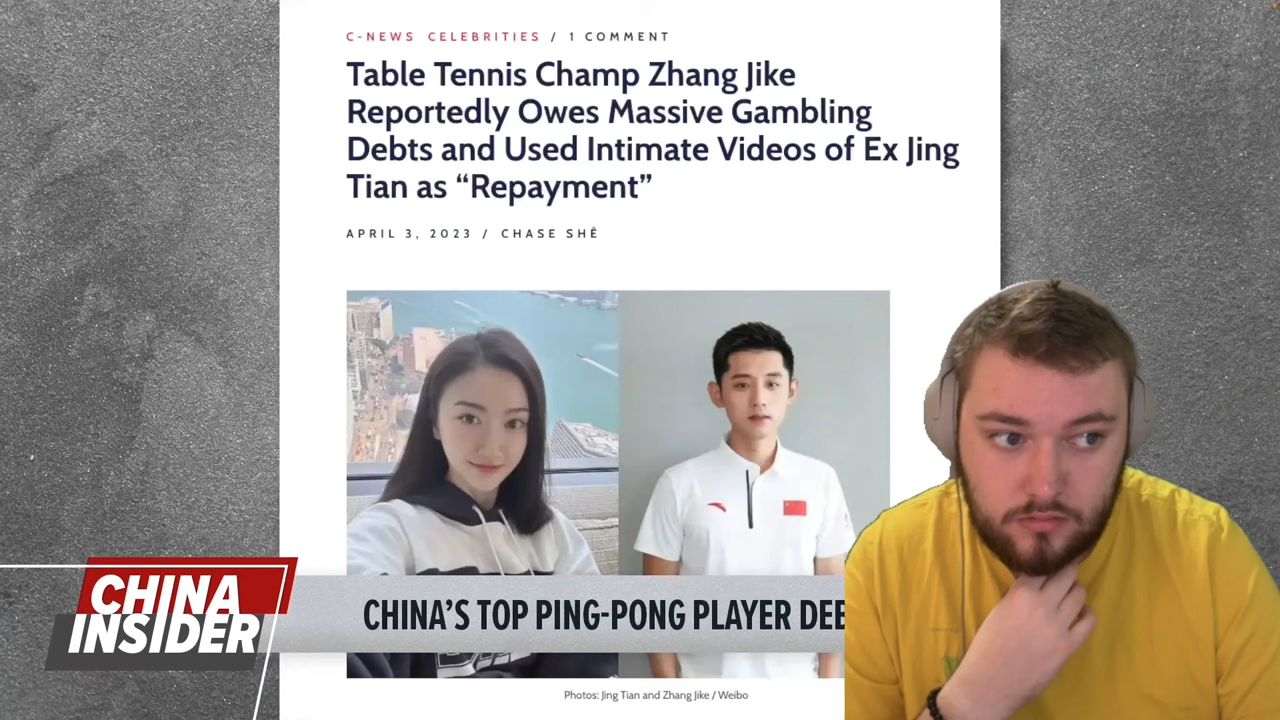 C-NEWS CELEBRITIES / 1 COMMENT
Table Tennis Champ Zhang Jike
Reportedly Owes Massive Gambling
Debts and Used Intimate Videos of Ex Jing
Tian as “Repayment”
APRIL 3, 2023 / CHASE SHĒ
CHINA
INSIDER
CHINA’S TOP PING-PONG PLAYER
Photos: Jing Tian and Zhang Jike / Weibo